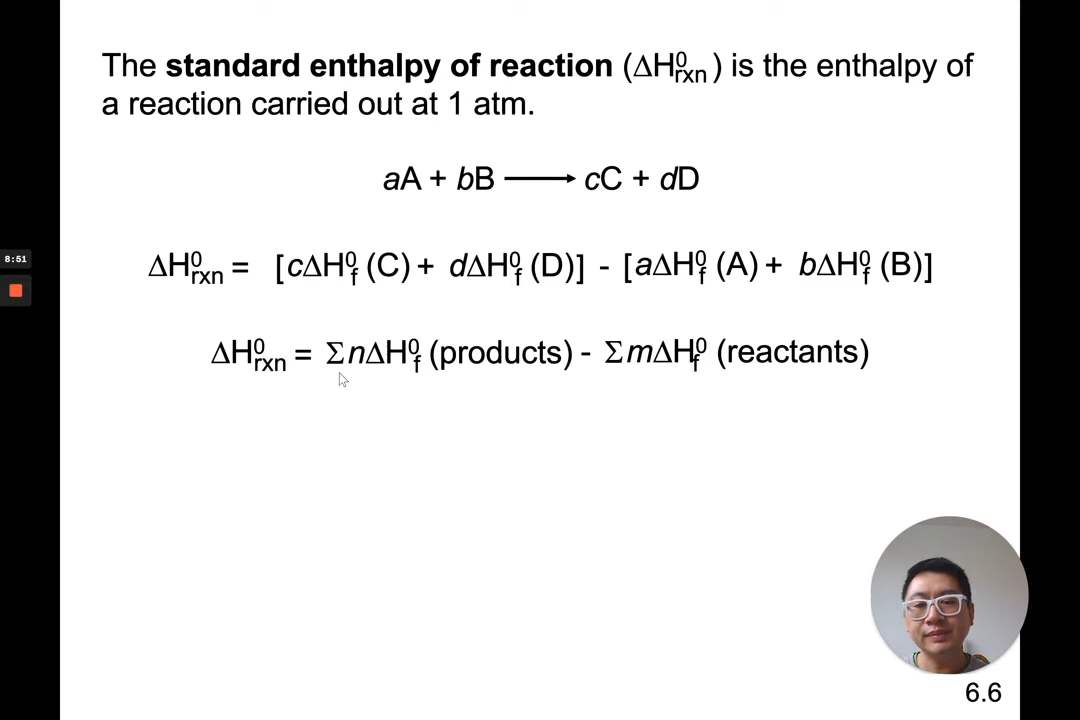 The standard enthalpy of reaction (ΔH⁰rxn) is the enthalpy of
a reaction carried out at 1 atm.
aA + bB ⟶ cC + dD
8:51
ΔH⁰rxn = [cΔH⁰f (C) + dΔH⁰f (D)] - [aΔH⁰f (A) + bΔH⁰f (B)]
ΔH⁰rxn = ΣnΔH⁰f (products) - ΣmΔH⁰f (reactants)
6.6